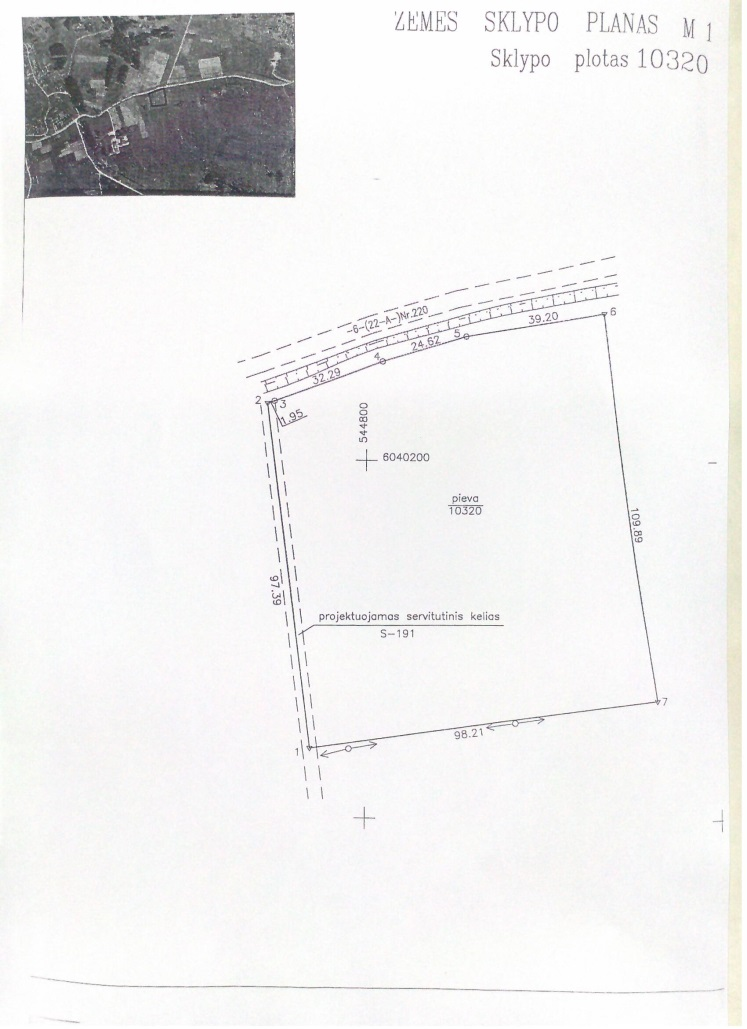 ŽEMĖS SKLYPO PLANAS M 1
Sklypo plotas 10320
-6-(22-A-)Nr.220
6
39.20
5
24.62
4
32.29
2
3
1.95
544800
6040200
pieva
10320
109.89
97.39
projektuojamas servitutinis kelias
S-191
7
98.21
1